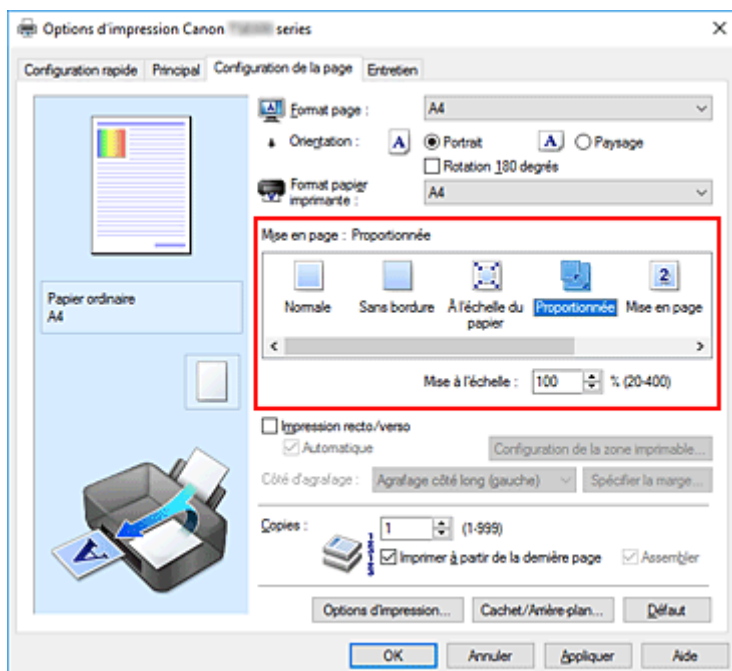 Options d'impression Canon series
Configuration rapide Principal Configuration de la page Entretien
Format page : A4
Orientation : A Portrait A Paysage
Rotation 180 degrés
Format papier imprimante : A4
Mise en page : Proportionnée
Normale Sans bordure À l'échelle du papier Proportionnée 2 Mise en page
Mise à l'échelle : 100 % (20-400)
Papier ordinaire
A4
Impression recto/verso
Automatique Configuration de la zone imprimable...
Côté d'agrafage : Agrafage côté long (gauche) Spécifier la marge...
Copies : 1 (1-999)
Imprimer à partir de la dernière page Assembler
Options d'impression... Cachet/Arrière-plan... Défaut
OK Annuler Appliquer Aide